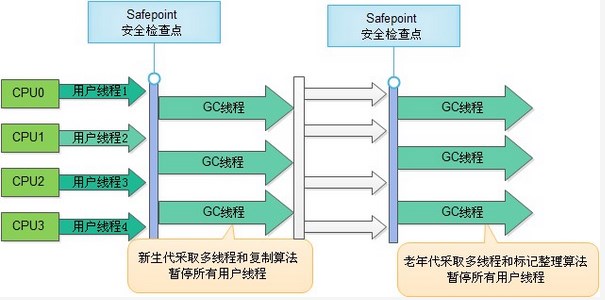 Safepoint
安全检查点
Safepoint
安全检查点
CPU0
用户线程1
CPU1
用户线程2
CPU2
用户线程3
CPU3
用户线程4
GC线程
GC线程
GC线程
GC线程
GC线程
GC线程
新生代采取多线程和复制算法
暂停所有用户线程
老年代采取多线程和标记整理算法
暂停所有用户线程